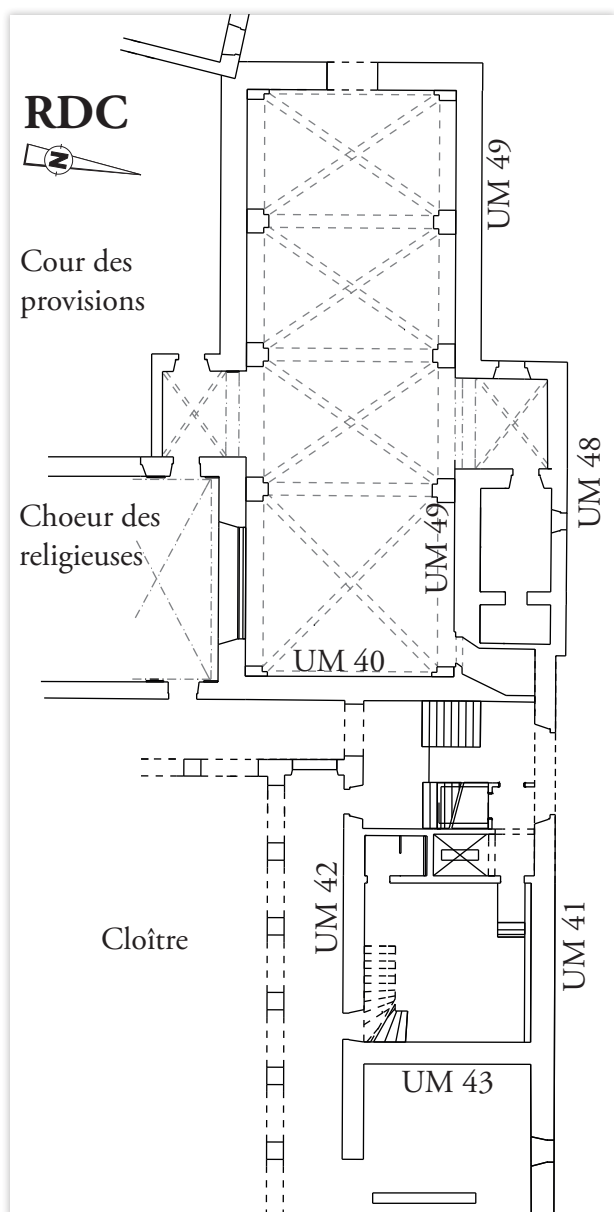 RDC
N
UM 49
Cour des
provisions
UM 48
Choeur des
religieuses
UM 49
UM 40
UM 42
UM 41
Cloître
UM 43